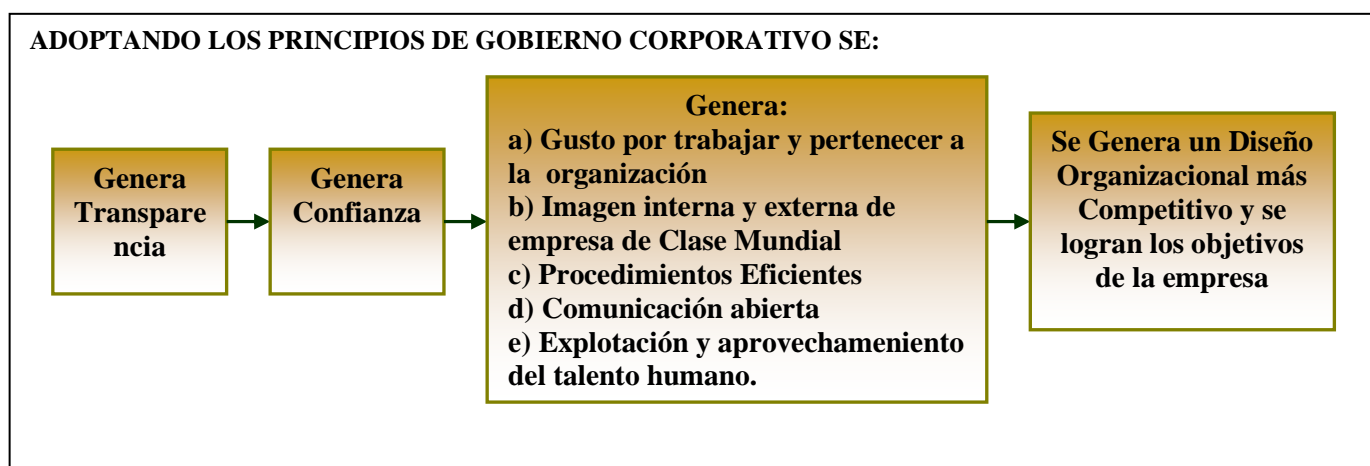 ADOPTANDO LOS PRINCIPIOS DE GOBIERNO CORPORATIVO SE:
Genera
Transpare
ncia
Genera
Confianza
Genera:
a) Gusto por trabajar y pertenecer a
la organización
b) Imagen interna y externa de
empresa de Clase Mundial
c) Procedimientos Eficientes
d) Comunicación abierta
e) Explotación y aprovechameniento
del talento humano.
Se Genera un Diseño
Organizacional más
Competitivo y se
logran los objetivos
de la empresa